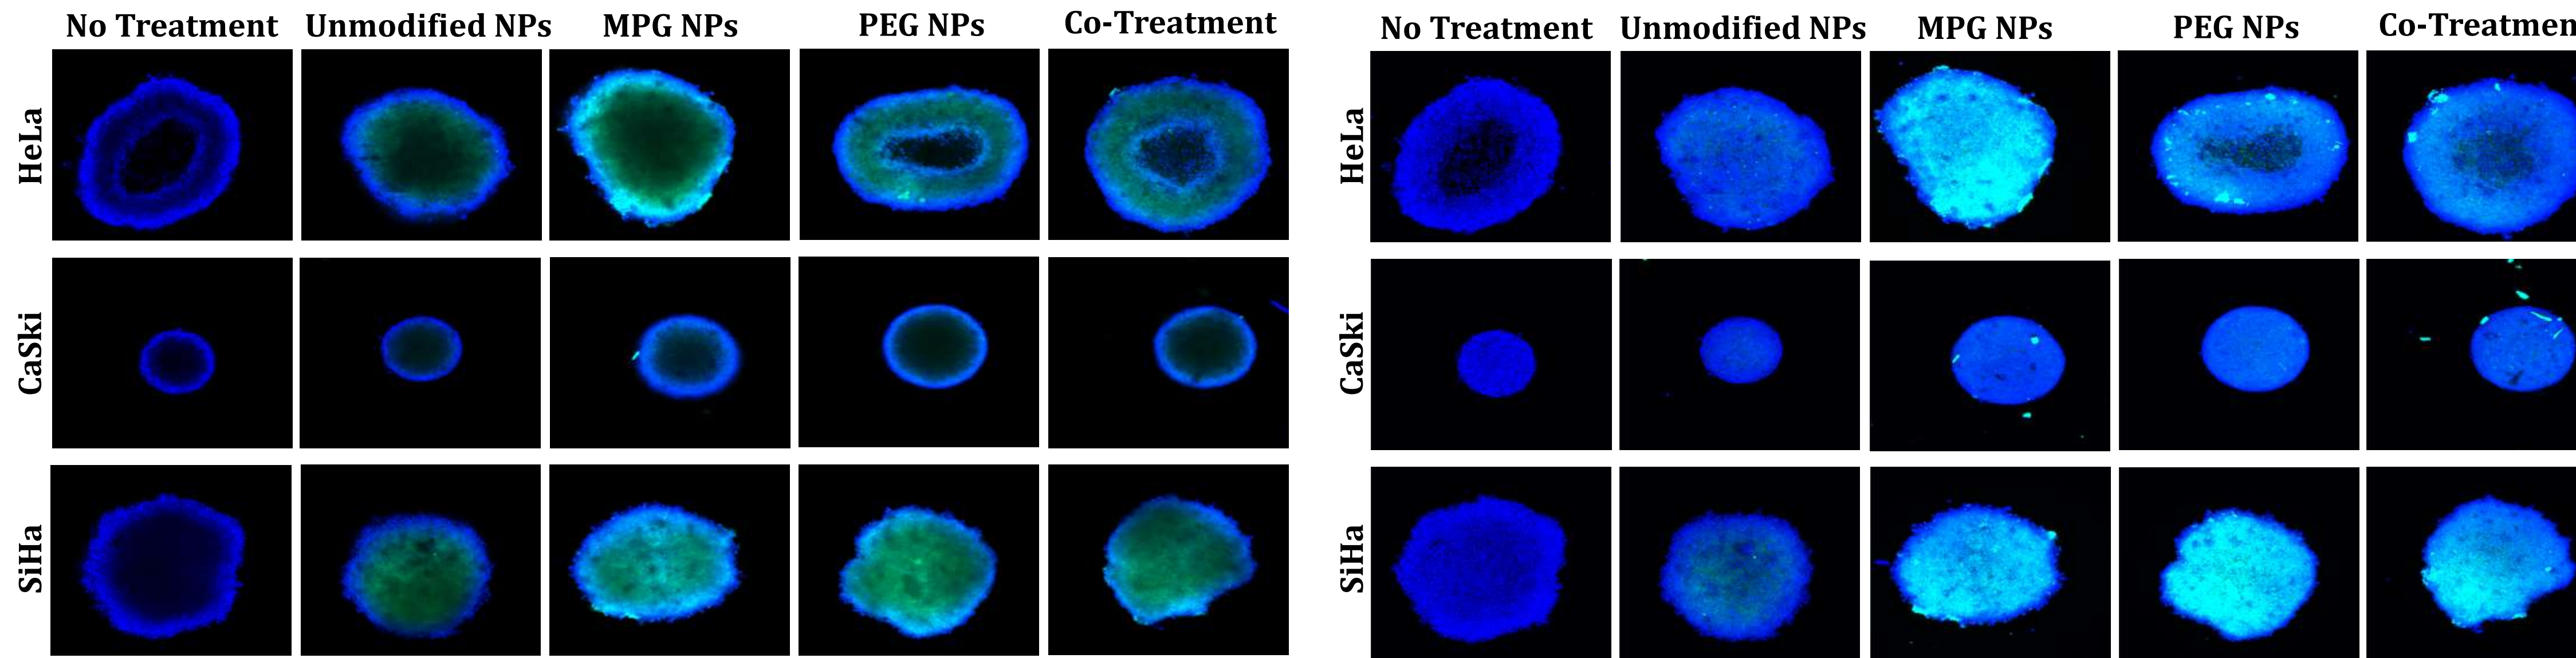 No Treatment Unmodified NPs MPG NPs PEG NPs Co-Treatment
HeLa
CaSki
SiHa
No Treatment Unmodified NPs MPG NPs PEG NPs Co-Treatmen
HeLa
CaSki
SiHa